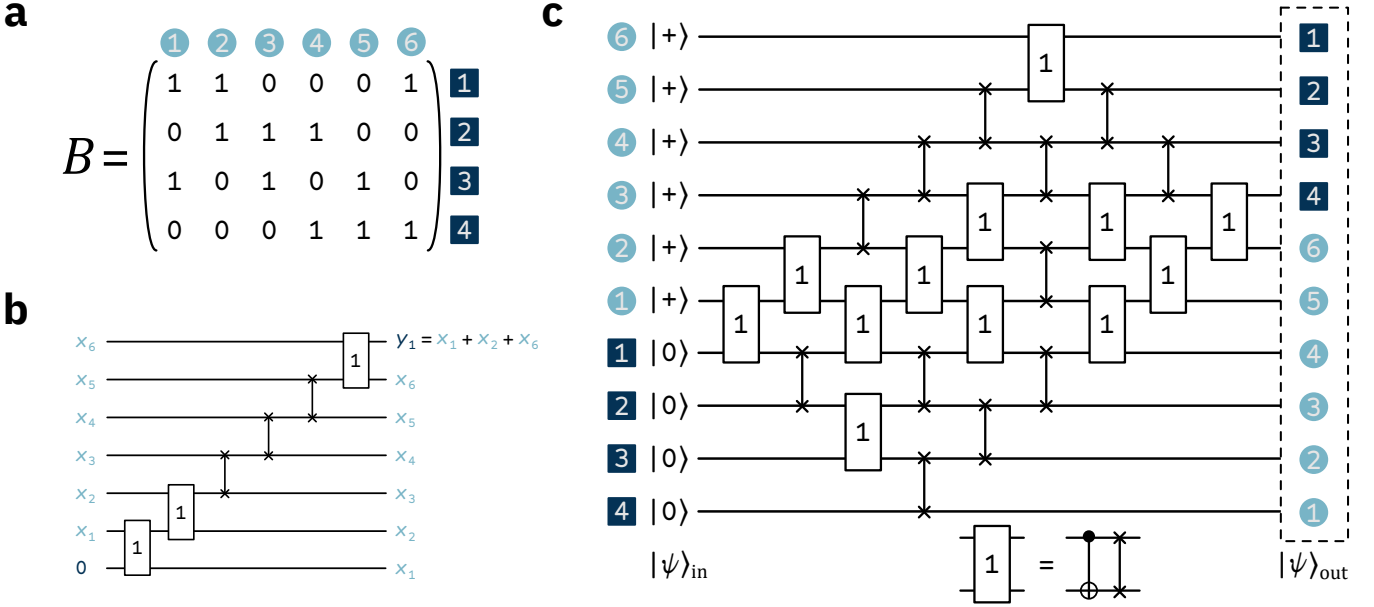 a
1 2 3 4 5 6
B = 1 1 0 0 0 1 1
0 1 1 1 0 0 2
1 0 1 0 1 0 3
0 0 0 1 1 1 4
b
x₆ 1 y₁ = x₁ + x₂ + x₆
x₅ x₆
x₄ x₅
x₃ x₄
x₂ 1 x₃
x₁ 1 x₂
0 x₁
c
6 |+⟩ 1 1
5 |+⟩ 2
4 |+⟩ 3
3 |+⟩ 1 1 1 4
2 |+⟩ 1 1 1 6
1 |+⟩ 1 1 1 1 5
1 |0⟩ 4
2 |0⟩ 1 3
3 |0⟩ 2
4 |0⟩ 1
|ψ⟩in 1 = |ψ⟩out